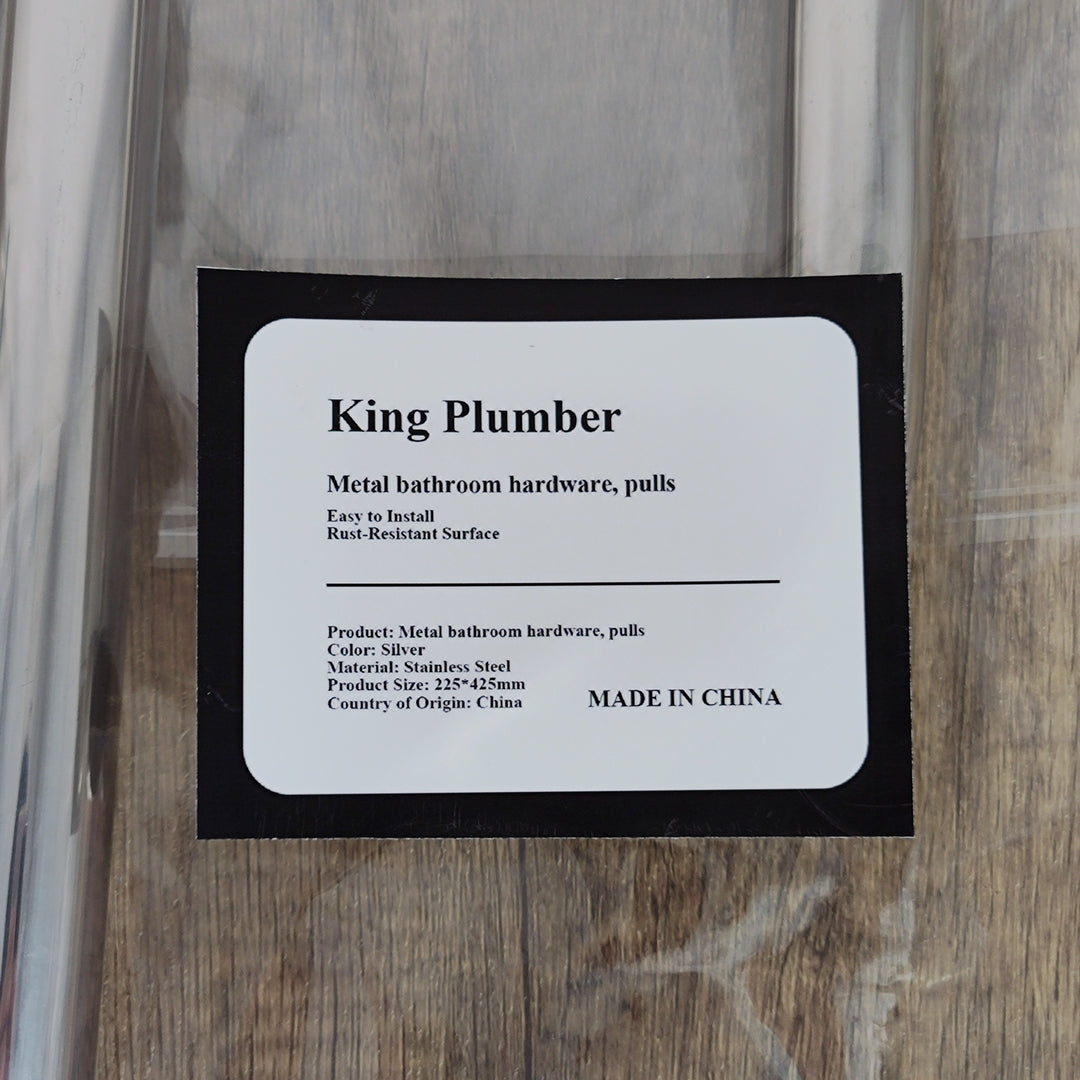 King Plumber
Metal bathroom hardware, pulls
Easy to Install
Rust-Resistant Surface
Product: Metal bathroom hardware, pulls
Color: Silver
Material: Stainless Steel
Product Size: 225*425mm
Country of Origin: China
MADE IN CHINA